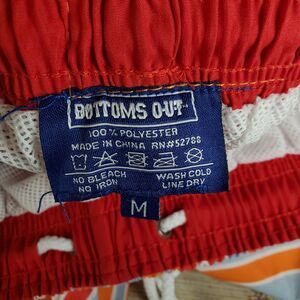 BOTTOMS OUT
100% POLYESTER
MADE IN CHINA RN#52788
NO BLEACH WASH COLD
NO IRON LINE DRY
M